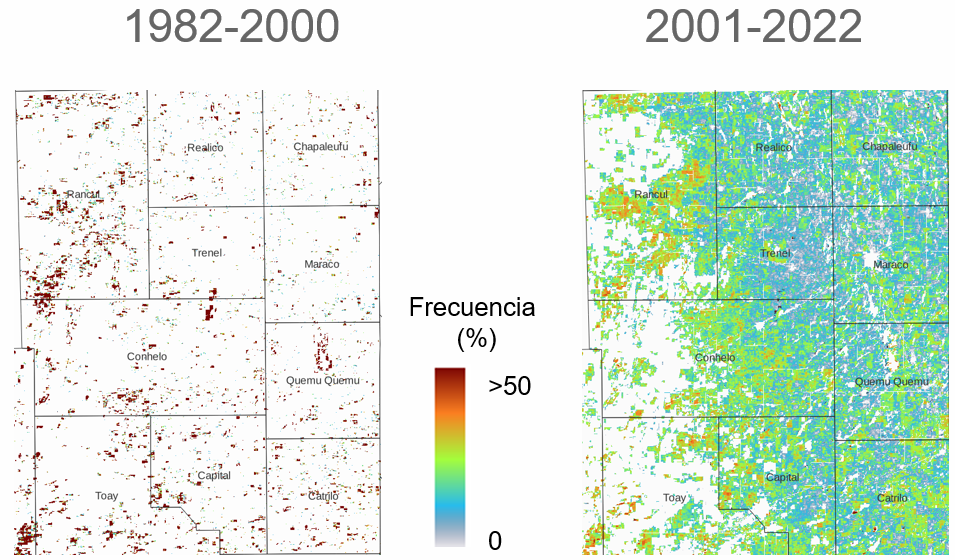 1982-2000
2001-2022
Realico
Chapaleufu
Rancul
Trenel
Maraco
Conhelo
Quemu Quemu
Toay
Capital
Catrilo
Frecuencia
(%)
>50
0
Realico
Chapaleufu
Rancul
Trenel
Maraco
Conhelo
Quemu Quemu
Toay
Capital
Catrilo